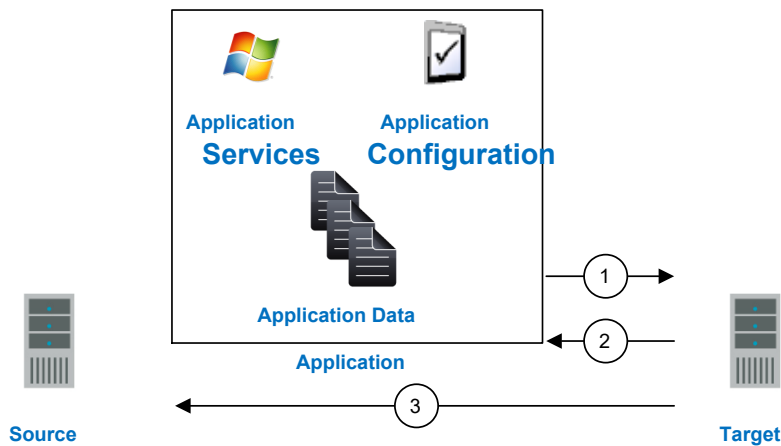 Application Application
Services Configuration
1
Application Data
2
Application
3
Source Target